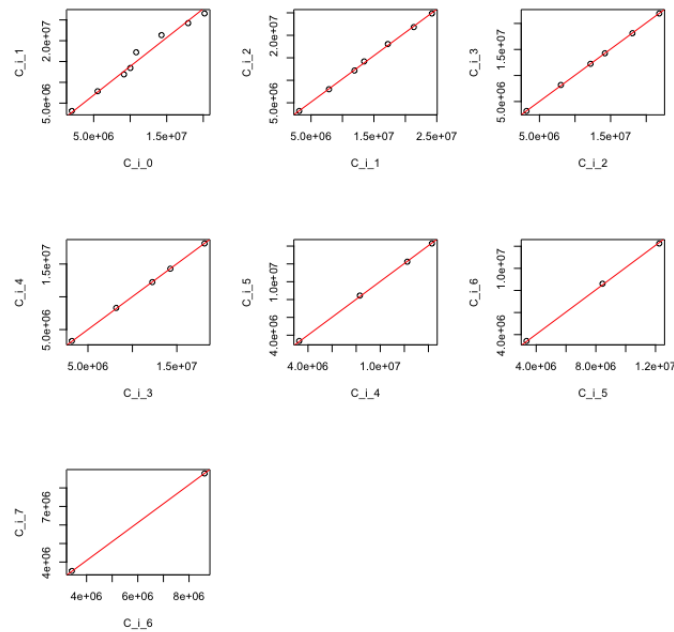 C_i_1
5.0e+06 2.0e+07
5.0e+06 1.5e+07
C_i_0
C_i_2
5.0e+06 2.0e+07
5.0e+06 1.5e+07 2.5e+07
C_i_1
C_i_3
5.0e+06 1.5e+07
5.0e+06 1.5e+07
C_i_2
C_i_4
5.0e+06 1.5e+07
5.0e+06 1.5e+07
C_i_3
C_i_5
4.0e+06 1.0e+07
4.0e+06 1.0e+07
C_i_4
C_i_6
4.0e+06 1.0e+07
4.0e+06 8.0e+06 1.2e+07
C_i_5
C_i_7
4e+06 7e+06
4e+06 6e+06 8e+06
C_i_6